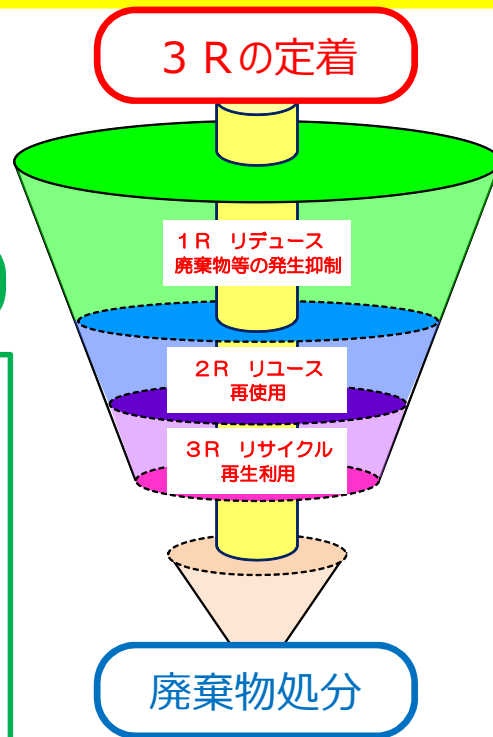 ３Ｒの定着
１Ｒ　リデュース
廃棄物等の発生抑制
２Ｒ　リユース
再使用
３Ｒ　リサイクル
再生利用
廃棄物処分